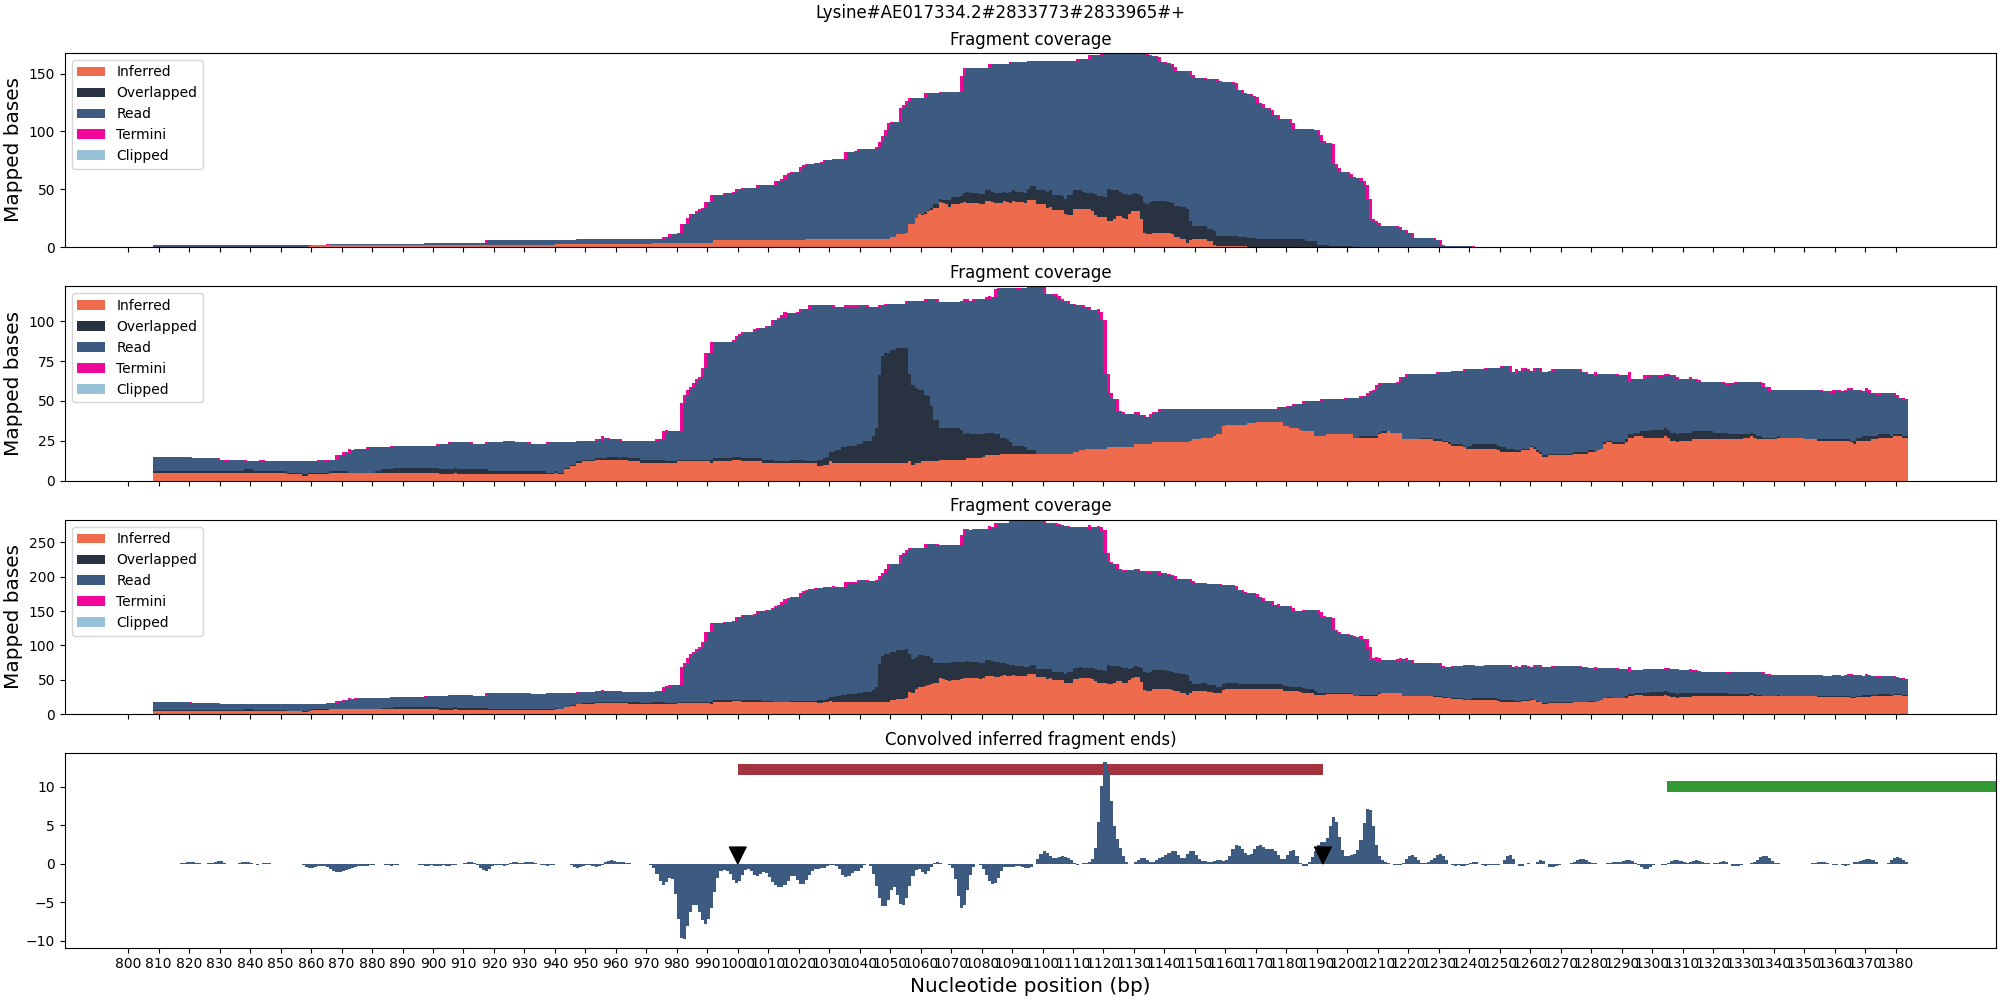 Lysine#AE017334.2#2833773#2833965#+
Fragment coverage
Mapped bases
150
100
50
0
Inferred
Overlapped
Read
Termini
Clipped
Fragment coverage
Mapped bases
100
75
50
25
0
Inferred
Overlapped
Read
Termini
Clipped
Fragment coverage
Mapped bases
250
200
150
100
50
0
Inferred
Overlapped
Read
Termini
Clipped
Convolved inferred fragment ends)
10
5
0
−5
−10
800 810 820 830 840 850 860 870 880 890 900 910 920 930 940 950 960 970 980 990 1000 1010 1020 1030 1040 1050 1060 1070 1080 1090 1100 1110 1120 1130 1140 1150 1160 1170 1180 1190 1200 1210 1220 1230 1240 1250 1260 1270 1280 1290 1300 1310 1320 1330 1340 1350 1360 1370 1380
Nucleotide position (bp)